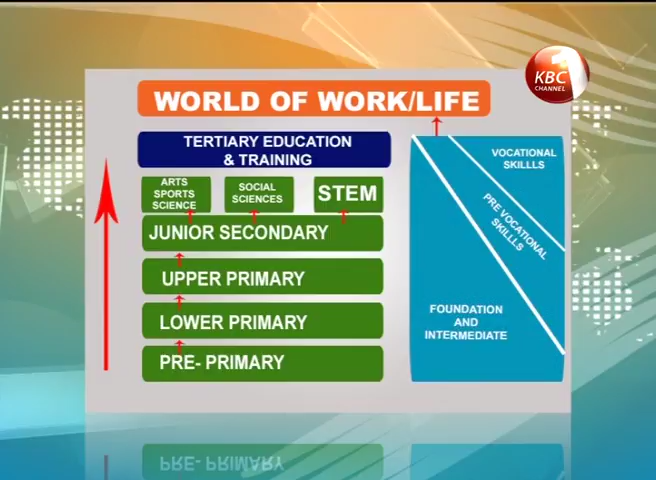 KBC 1
CHANNEL
WORLD OF WORK/LIFE
TERTIARY EDUCATION
& TRAINING
ARTS
SPORTS
SCIENCE
SOCIAL
SCIENCES
STEM
JUNIOR SECONDARY
UPPER PRIMARY
LOWER PRIMARY
PRE- PRIMARY
VOCATIONAL
SKILLLS
PRE VOCATIONAL
SKILLLS
FOUNDATION
AND
INTERMEDIATE
PRE- PRIMARY